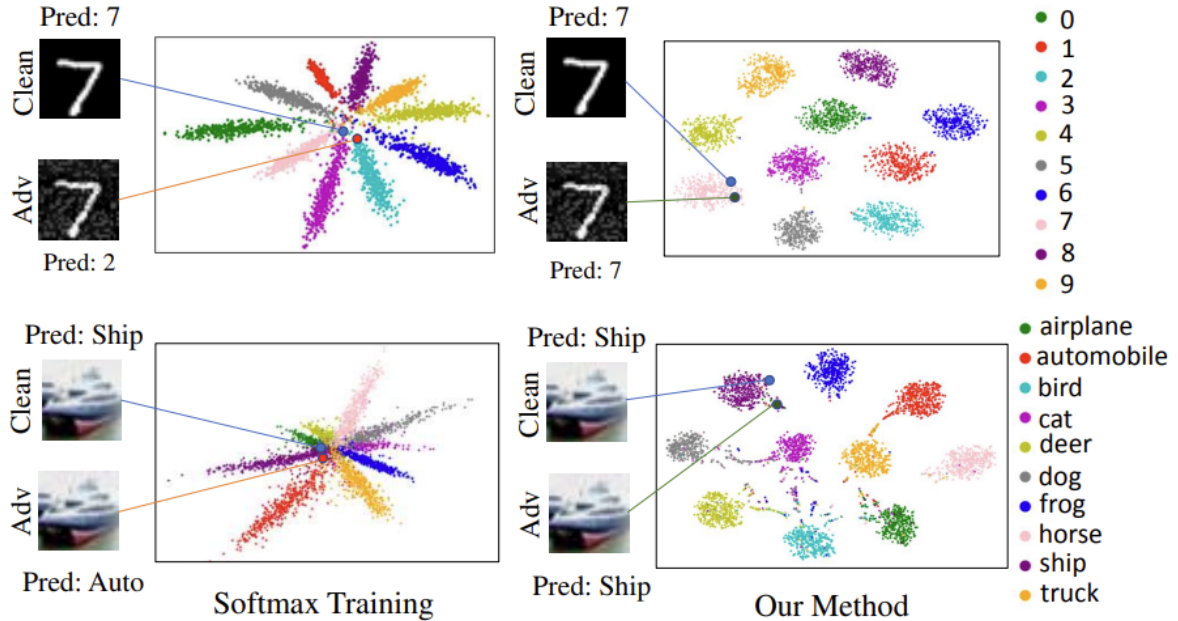 Pred: 7
Clean
Adv
Pred: 2
Pred: 7
Clean
Adv
Pred: 7
0
1
2
3
4
5
6
7
8
9
Pred: Ship
Clean
Adv
Pred: Auto
Softmax Training
Pred: Ship
Clean
Adv
Pred: Ship
Our Method
airplane
automobile
bird
cat
deer
dog
frog
horse
ship
truck